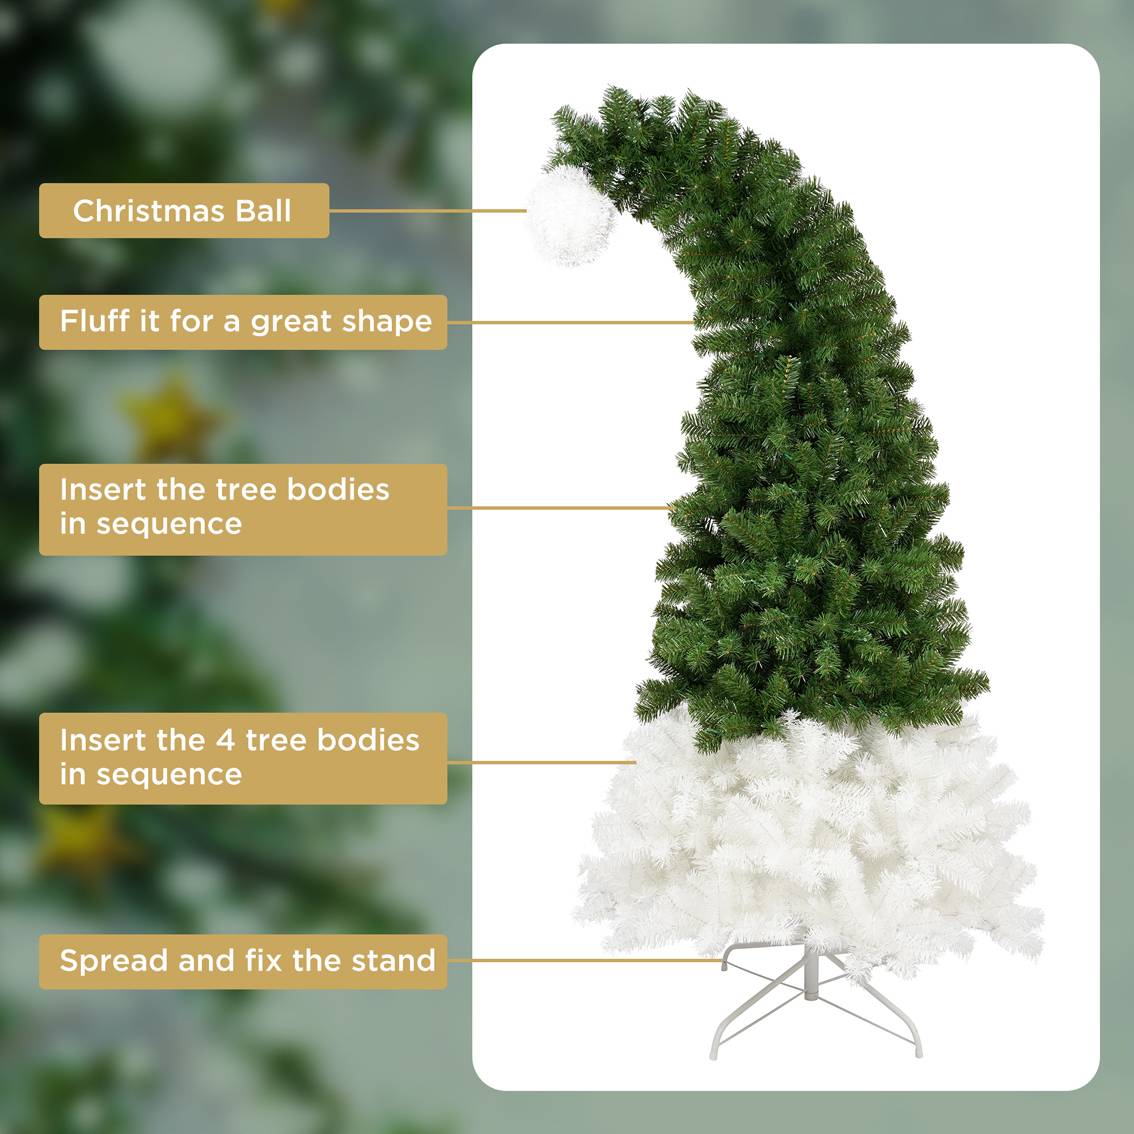 Christmas Ball
Fluff it for a great shape
Insert the tree bodies
in sequence
Insert the 4 tree bodies
in sequence
Spread and fix the stand